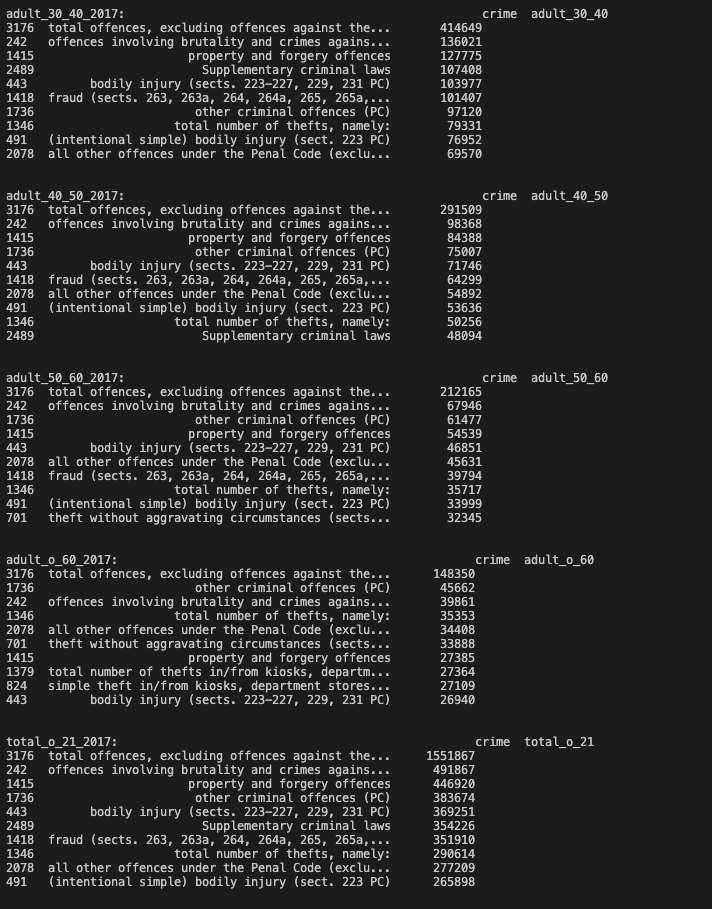 adult_30_40_2017: crime adult_30_40
3176 total offences, excluding offences against the... 414649
242 offences involving brutality and crimes agains... 136021
1415 property and forgery offences 127775
2489 Supplementary criminal laws 107408
443 bodily injury (sects. 223-227, 229, 231 PC) 103977
1418 fraud (sects. 263, 263a, 264, 264a, 265, 265a,... 101407
1736 other criminal offences (PC) 97120
1346 total number of thefts, namely: 79331
491 (intentional simple) bodily injury (sect. 223 PC) 76952
2078 all other offences under the Penal Code (exclu... 69570
adult_40_50_2017: crime adult_40_50
3176 total offences, excluding offences against the... 291509
242 offences involving brutality and crimes agains... 98368
1415 property and forgery offences 84388
1736 other criminal offences (PC) 75007
443 bodily injury (sects. 223-227, 229, 231 PC) 71746
1418 fraud (sects. 263, 263a, 264, 264a, 265, 265a,... 64299
2078 all other offences under the Penal Code (exclu... 54892
491 (intentional simple) bodily injury (sect. 223 PC) 53636
1346 total number of thefts, namely: 50256
2489 Supplementary criminal laws 48094
adult_50_60_2017: crime adult_50_60
3176 total offences, excluding offences against the... 212165
242 offences involving brutality and crimes agains... 67946
1736 other criminal offences (PC) 61477
1415 property and forgery offences 54539
443 bodily injury (sects. 223-227, 229, 231 PC) 46851
2078 all other offences under the Penal Code (exclu... 45631
1418 fraud (sects. 263, 263a, 264, 264a, 265, 265a,... 39794
1346 total number of thefts, namely: 35717
491 (intentional simple) bodily injury (sect. 223 PC) 33999
701 theft without aggravating circumstances (sects... 32345
adult_o_60_2017: crime adult_o_60
3176 total offences, excluding offences against the... 148350
1736 other criminal offences (PC) 45662
242 offences involving brutality and crimes agains... 39861
1346 total number of thefts, namely: 35353
2078 all other offences under the Penal Code (exclu... 34408
701 theft without aggravating circumstances (sects... 33888
1415 property and forgery offences 27385
1379 total number of thefts in/from kiosks, departm... 27364
824 simple theft in/from kiosks, department stores... 27109
443 bodily injury (sects. 223-227, 229, 231 PC) 26940
total_o_21_2017: crime total_o_21
3176 total offences, excluding offences against the... 1551867
242 offences involving brutality and crimes agains... 491867
1415 property and forgery offences 446920
1736 other criminal offences (PC) 383674
443 bodily injury (sects. 223-227, 229, 231 PC) 369251
2489 Supplementary criminal laws 354226
1418 fraud (sects. 263, 263a, 264, 264a, 265, 265a,... 351910
1346 total number of thefts, namely: 290614
2078 all other offences under the Penal Code (exclu... 277209
491 (intentional simple) bodily injury (sect. 223 PC) 265898